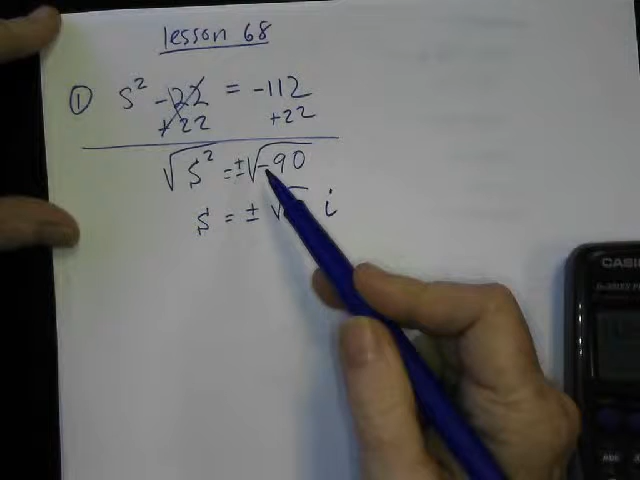 lesson 68
① S² -22 = -112
+22 +22
√S² = ±√-90
S = ± √ i
CASIO